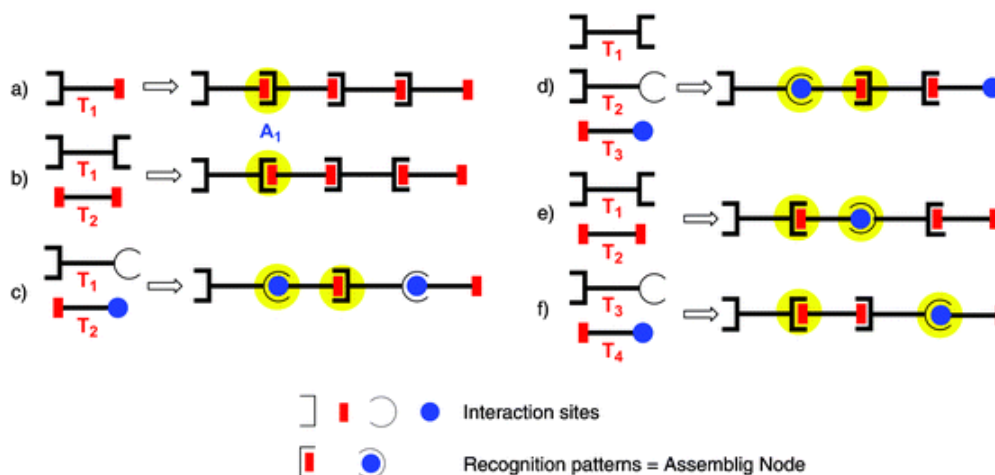 a)
T1
A1
b)
T1
T2
c)
T1
T2
d)
T1
T2
T3
e)
T1
T2
f)
T3
T4
Interaction sites
Recognition patterns = Assemblig Node